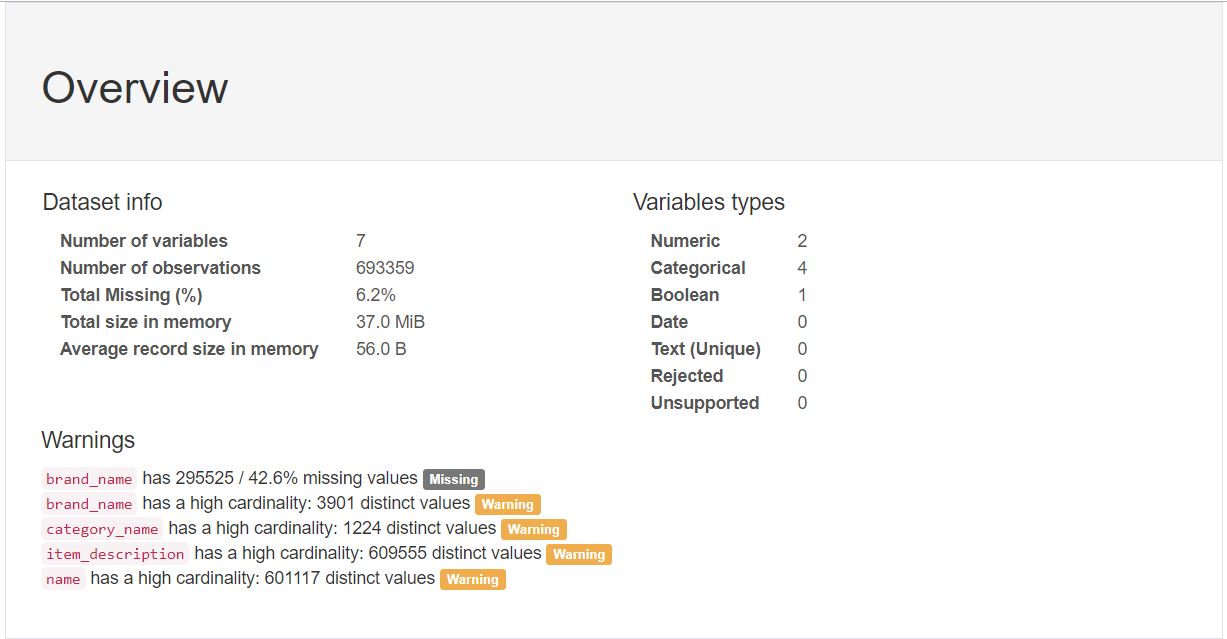 Overview
Dataset info
Number of variables 7
Number of observations 693359
Total Missing (%) 6.2%
Total size in memory 37.0 MiB
Average record size in memory 56.0 B
Variables types
Numeric 2
Categorical 4
Boolean 1
Date 0
Text (Unique) 0
Rejected 0
Unsupported 0
Warnings
brand_name has 295525 / 42.6% missing values Missing
brand_name has a high cardinality: 3901 distinct values Warning
category_name has a high cardinality: 1224 distinct values Warning
item_description has a high cardinality: 609555 distinct values Warning
name has a high cardinality: 601117 distinct values Warning